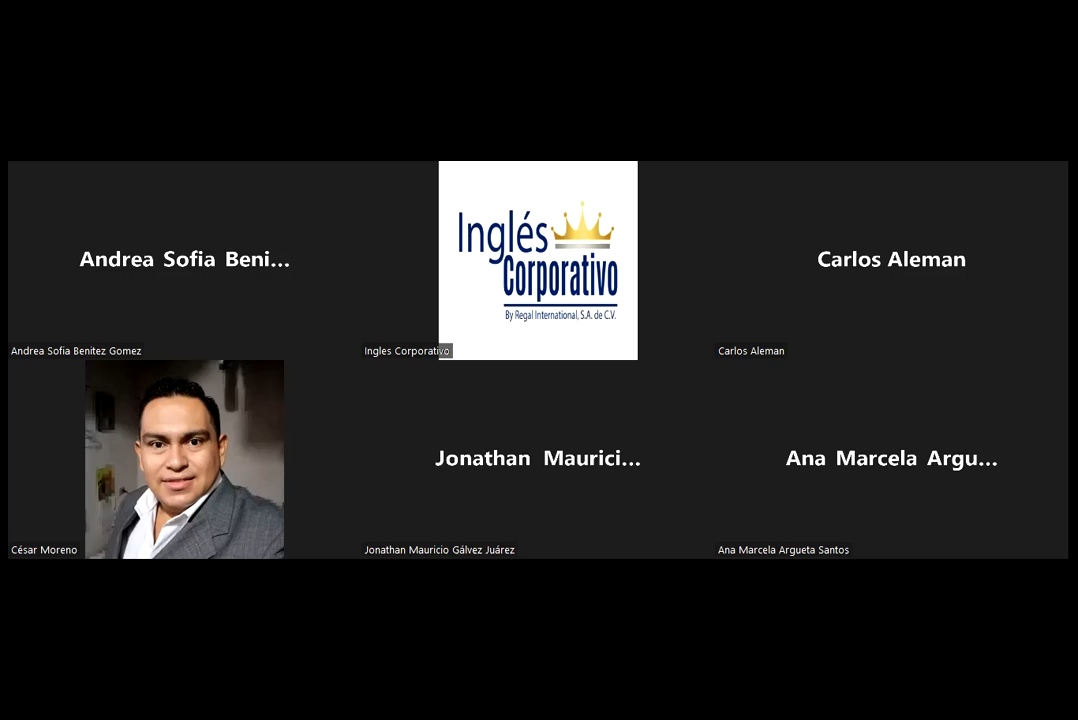 Andrea Sofia Beni...
Andrea Sofia Benitez Gomez
Inglés
Corporativo
By Regal International, S.A. de C.V.
Ingles Corporativo
Carlos Aleman
Carlos Aleman
César Moreno
Jonathan Maurici...
Jonathan Mauricio Gálvez Juárez
Ana Marcela Argu...
Ana Marcela Argueta Santos